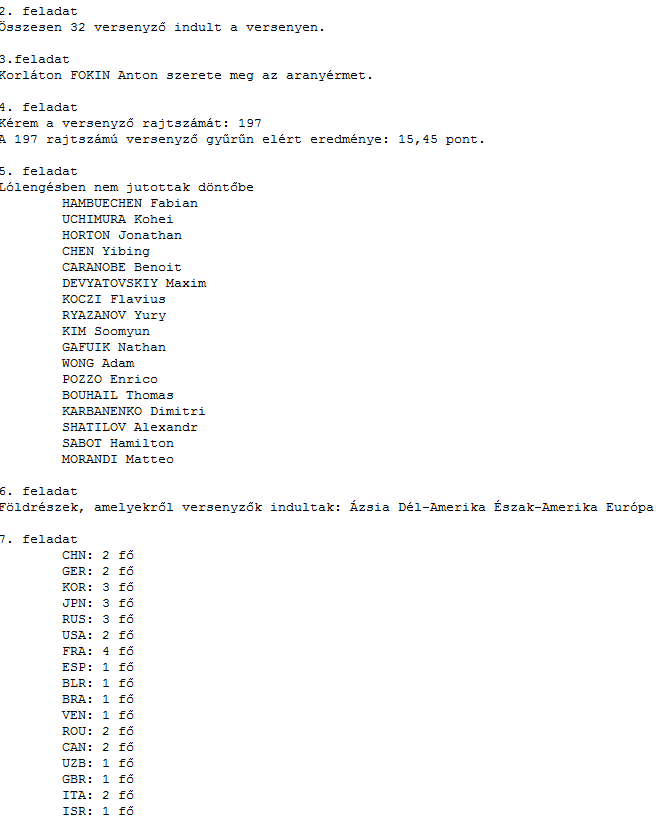 2. feladat
Összesen 32 versenyző indult a versenyen.
3.feladat
Korláton FOKIN Anton szerete meg az aranyérmet.
4. feladat
Kérem a versenyző rajtszámát: 197
A 197 rajtszámú versenyző gyűrűn elért eredménye: 15,45 pont.
5. feladat
Lólengésben nem jutottak döntőbe
HAMBUECHEN Fabian
UCHIMURA Kohei
HORTON Jonathan
CHEN Yibing
CARANOBE Benoit
DEVYATOVSKIY Maxim
KOCZI Flavius
RYAZANOV Yury
KIM Soomyun
GAFUIK Nathan
WONG Adam
POZZO Enrico
BOUHAIL Thomas
KARBANENKO Dimitri
SHATILOV Alexandr
SABOT Hamilton
MORANDI Matteo
6. feladat
Földrészek, amelyekről versenyzők indultak: Ázsia Dél-Amerika Észak-Amerika Európa
7. feladat
CHN: 2 fő
GER: 2 fő
KOR: 3 fő
JPN: 3 fő
RUS: 3 fő
USA: 2 fő
FRA: 4 fő
ESP: 1 fő
BLR: 1 fő
BRA: 1 fő
VEN: 1 fő
ROU: 2 fő
CAN: 2 fő
UZB: 1 fő
GBR: 1 fő
ITA: 2 fő
ISR: 1 fő